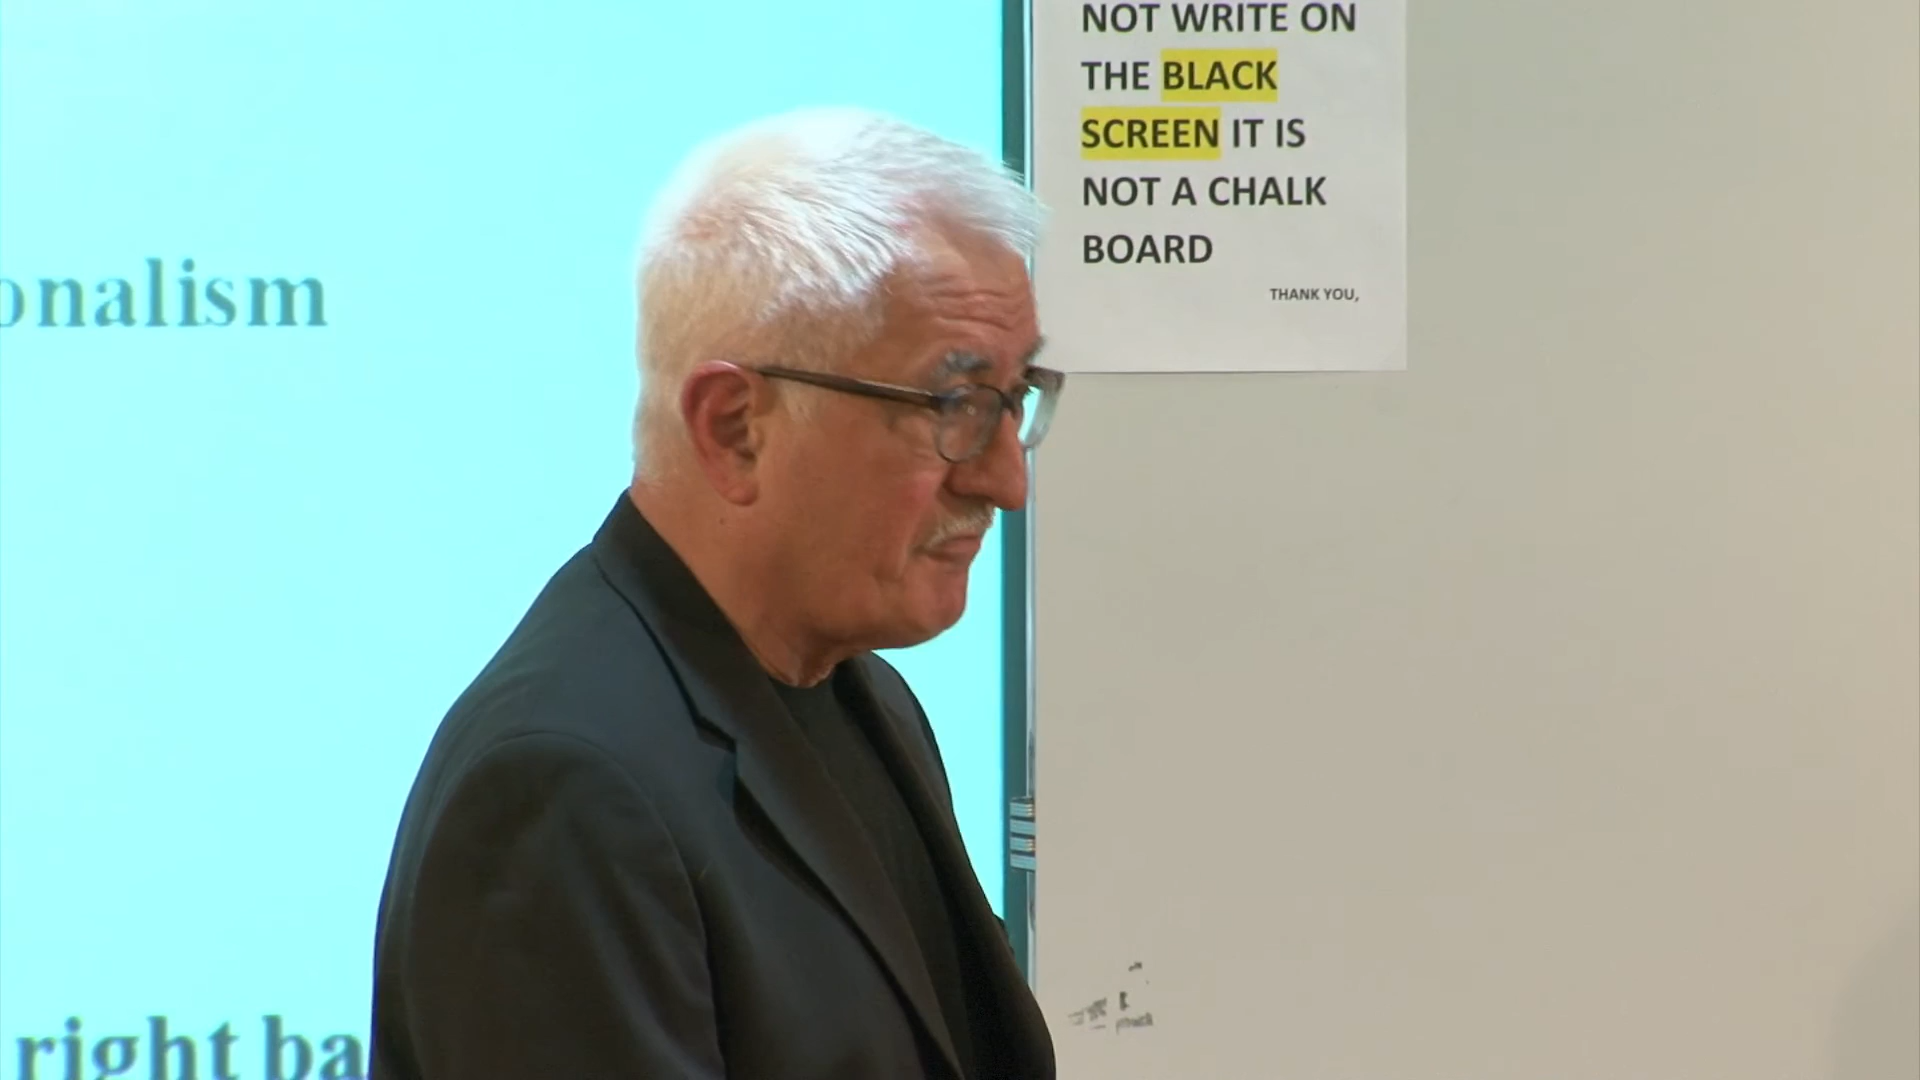 NOT WRITE ON
THE BLACK
SCREEN IT IS
NOT A CHALK
BOARD
THANK YOU,
onalism
right ba